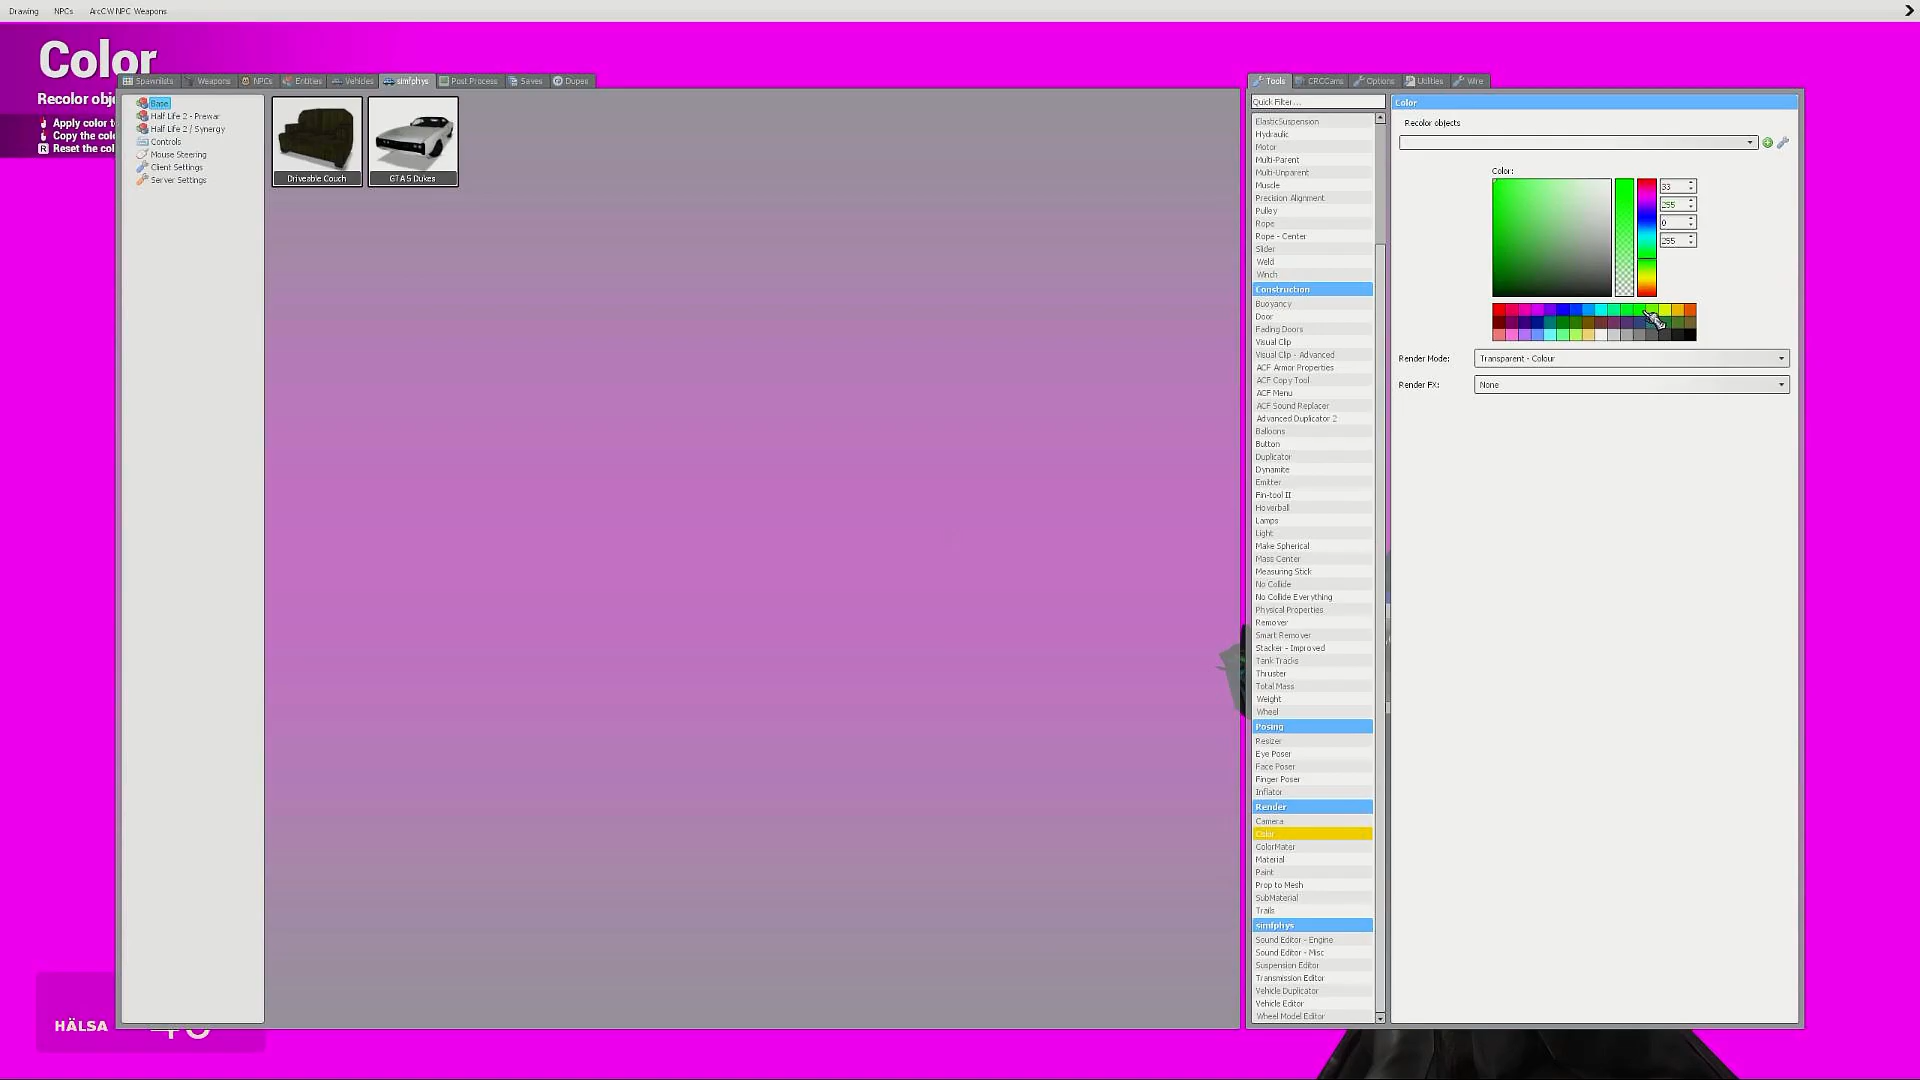 Drawing NPCs ArcCW NPC Weapons
Color
Recolor obj
Apply color t
Copy the col
R Reset the col
Spawnlists Weapons NPCs Entities Vehicles simfphys Post Process Saves Dupes
Base
Half Life 2 - Prewar
Half Life 2 / Synergy
Controls
Mouse Steering
Client Settings
Server Settings
Driveable Couch
GTA 5 Dukes
HÄLSA
Tools CRCCams Options Utilities Wire
Quick Filter...
ElasticSuspension
Hydraulic
Motor
Multi-Parent
Multi-Unparent
Muscle
Precision Alignment
Pulley
Rope
Rope - Center
Slider
Weld
Winch
Construction
Buoyancy
Door
Fading Doors
Visual Clip
Visual Clip - Advanced
ACF Armor Properties
ACF Copy Tool
ACF Menu
ACF Sound Replacer
Advanced Duplicator 2
Balloons
Button
Duplicator
Dynamite
Emitter
Fin-tool II
Hoverball
Lamps
Light
Make Spherical
Mass Center
Measuring Stick
No Collide
No Collide Everything
Physical Properties
Remover
Smart Remover
Stacker - Improved
Tank Tracks
Thruster
Total Mass
Weight
Wheel
Posing
Resizer
Eye Poser
Face Poser
Finger Poser
Inflator
Render
Camera
Color
ColorMater
Material
Paint
Prop to Mesh
SubMaterial
Trails
simfphys
Sound Editor - Engine
Sound Editor - Misc
Suspension Editor
Transmission Editor
Vehicle Duplicator
Vehicle Editor
Wheel Model Editor
Color
Recolor objects
Color:
33
255
0
255
Render Mode: Transparent - Colour
Render FX: None